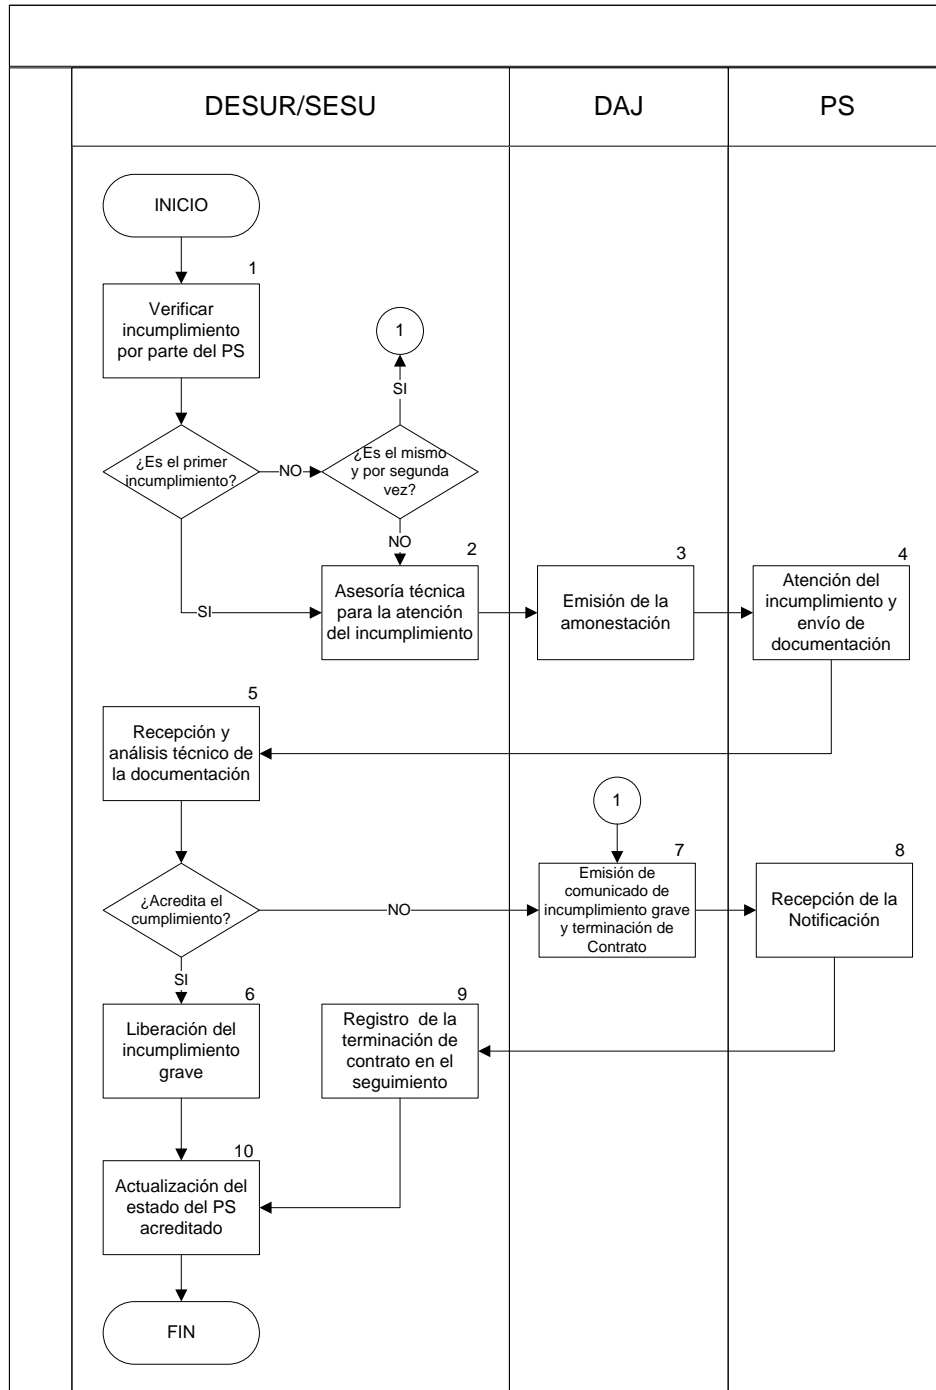 DESUR/SESU
DAJ
PS
INICIO
1
Verificar
incumplimiento
por parte del PS
1
SI
¿Es el primer
incumplimiento?
NO
¿Es el mismo
y por segunda
vez?
NO
SI
2
Asesoría técnica
para la atención
del incumplimiento
3
Emisión de la
amonestación
4
Atención del
incumplimiento y
envío de
documentación
5
Recepción y
análisis técnico de
la documentación
1
¿Acredita el
cumplimiento?
NO
7
Emisión de
comunicado de
incumplimiento grave
y terminación de
Contrato
8
Recepción de la
Notificación
SI
6
Liberación del
incumplimiento
grave
9
Registro de la
terminación de
contrato en el
seguimiento
10
Actualización del
estado del PS
acreditado
FIN